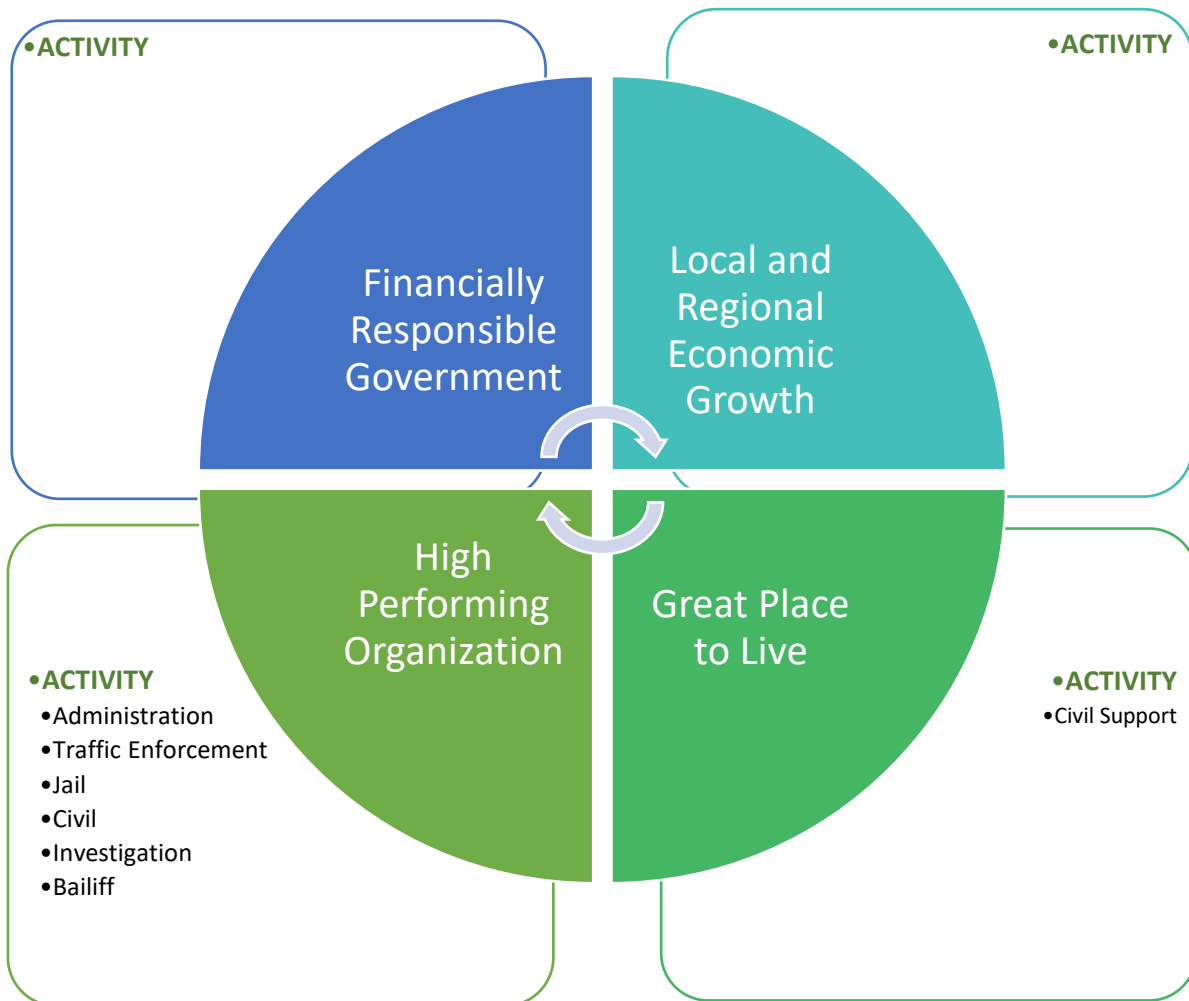 •ACTIVITY
•ACTIVITY
Financially
Responsible
Government
Local and
Regional
Economic
Growth
High
Performing
Organization
Great Place
to Live
•ACTIVITY
•Administration
•Traffic Enforcement
•Jail
•Civil
•Investigation
•Bailiff
•ACTIVITY
•Civil Support